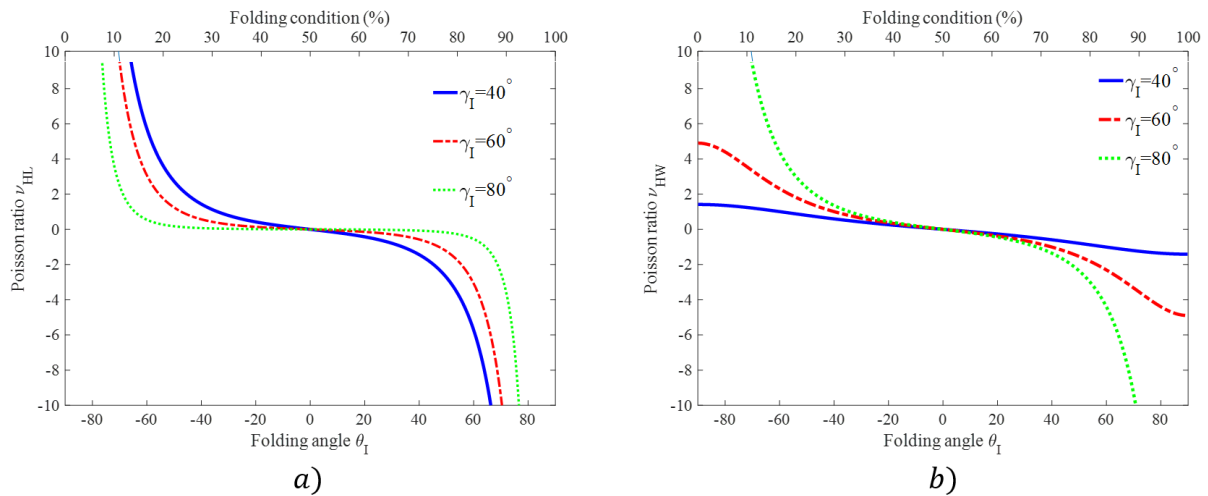 Folding condition (%)
0 10 20 30 40 50 60 70 80 90 100
10
8
6
4
2
0
-2
-4
-6
-8
-10
Poisson ratio ν_HL
γ_I=40°
γ_I=60°
γ_I=80°
-80 -60 -40 -20 0 20 40 60 80
Folding angle θ_I
a)
Folding condition (%)
0 10 20 30 40 50 60 70 80 90 100
10
8
6
4
2
0
-2
-4
-6
-8
-10
Poisson ratio ν_HW
γ_I=40°
γ_I=60°
γ_I=80°
-80 -60 -40 -20 0 20 40 60 80
Folding angle θ_I
b)